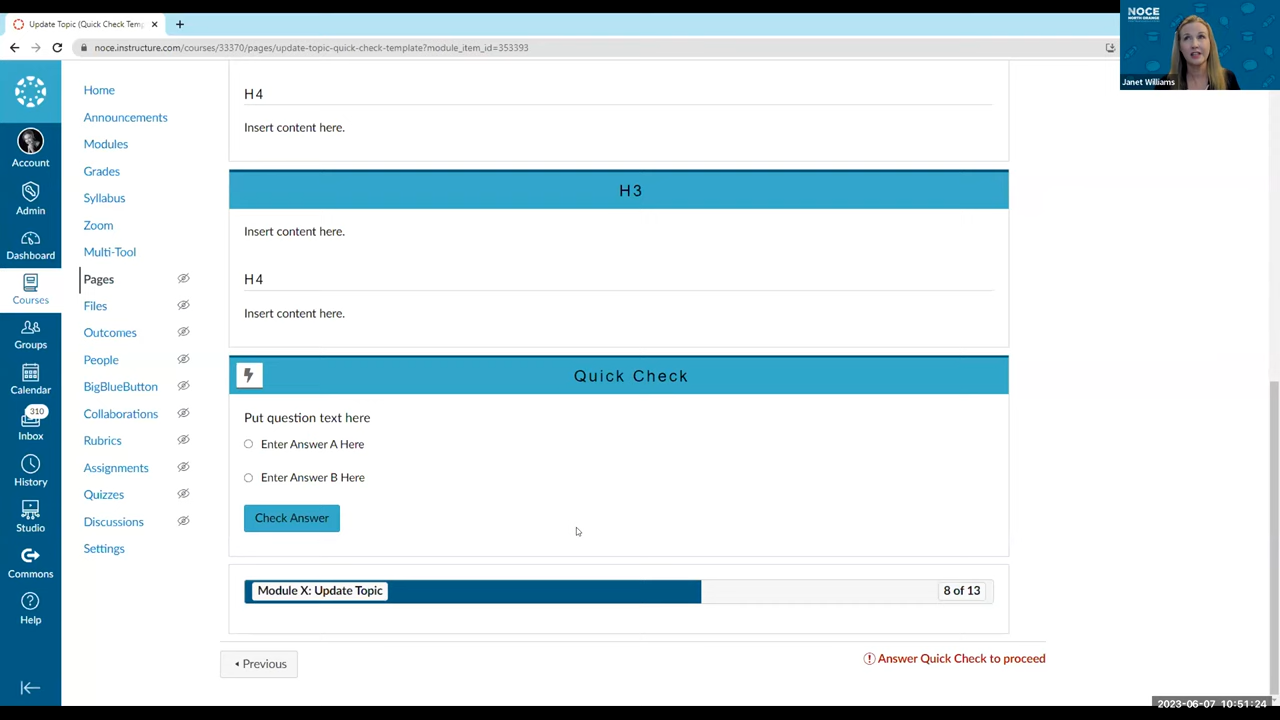 Update Topic (Quick Check Temp
noce.instructure.com/courses/33370/pages/update-topic-quick-check-template?module_item_id=353393
NOCE
NORTH ORANGE
Janet Williams
Account
Admin
Dashboard
Courses
Groups
Calendar
310
Inbox
History
Studio
Commons
Help
Home
Announcements
Modules
Grades
Syllabus
Zoom
Multi-Tool
Pages
Files
Outcomes
People
BigBlueButton
Collaborations
Rubrics
Assignments
Quizzes
Discussions
Settings
H4
Insert content here.
H3
Insert content here.
H4
Insert content here.
Quick Check
Put question text here
Enter Answer A Here
Enter Answer B Here
Check Answer
Module X: Update Topic
8 of 13
Previous
Answer Quick Check to proceed
2023-06-07 10:51:24